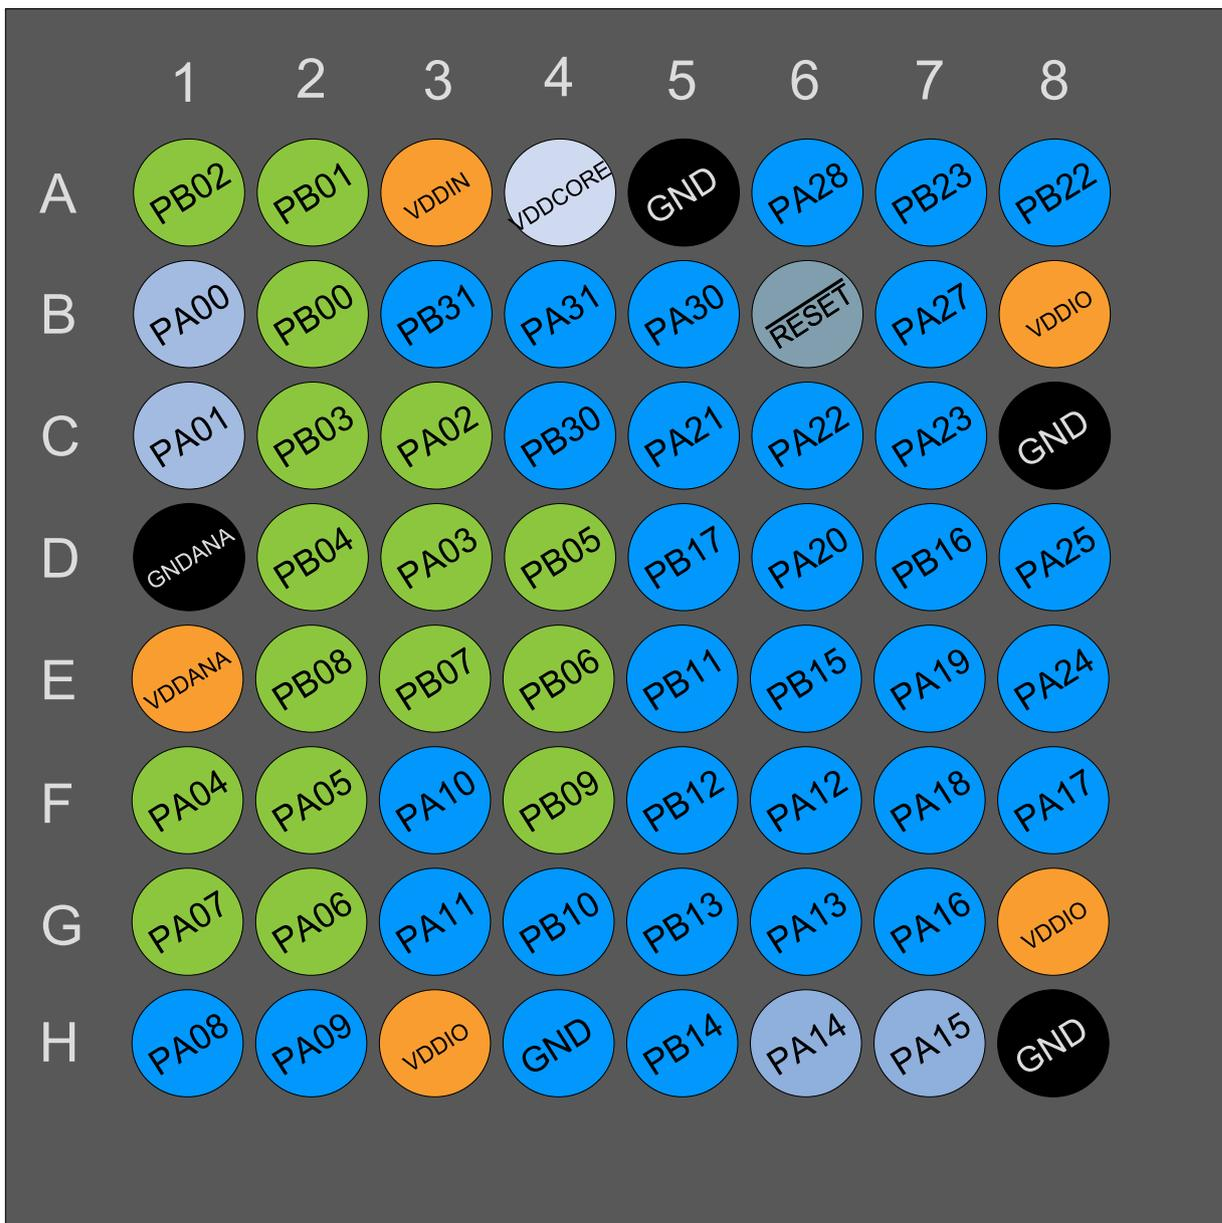 1 2 3 4 5 6 7 8
A PB02 PB01 VDDIN VDDCORE GND PA28 PB23 PB22
B PA00 PB00 PB31 PA31 PA30 RESET PA27 VDDIO
C PA01 PB03 PA02 PB30 PA21 PA22 PA23 GND
D GNDANA PB04 PA03 PB05 PB17 PA20 PB16 PA25
E VDDANA PB08 PB07 PB06 PB11 PB15 PA19 PA24
F PA04 PA05 PA10 PB09 PB12 PA12 PA18 PA17
G PA07 PA06 PA11 PB10 PB13 PA13 PA16 VDDIO
H PA08 PA09 VDDIO GND PB14 PA14 PA15 GND